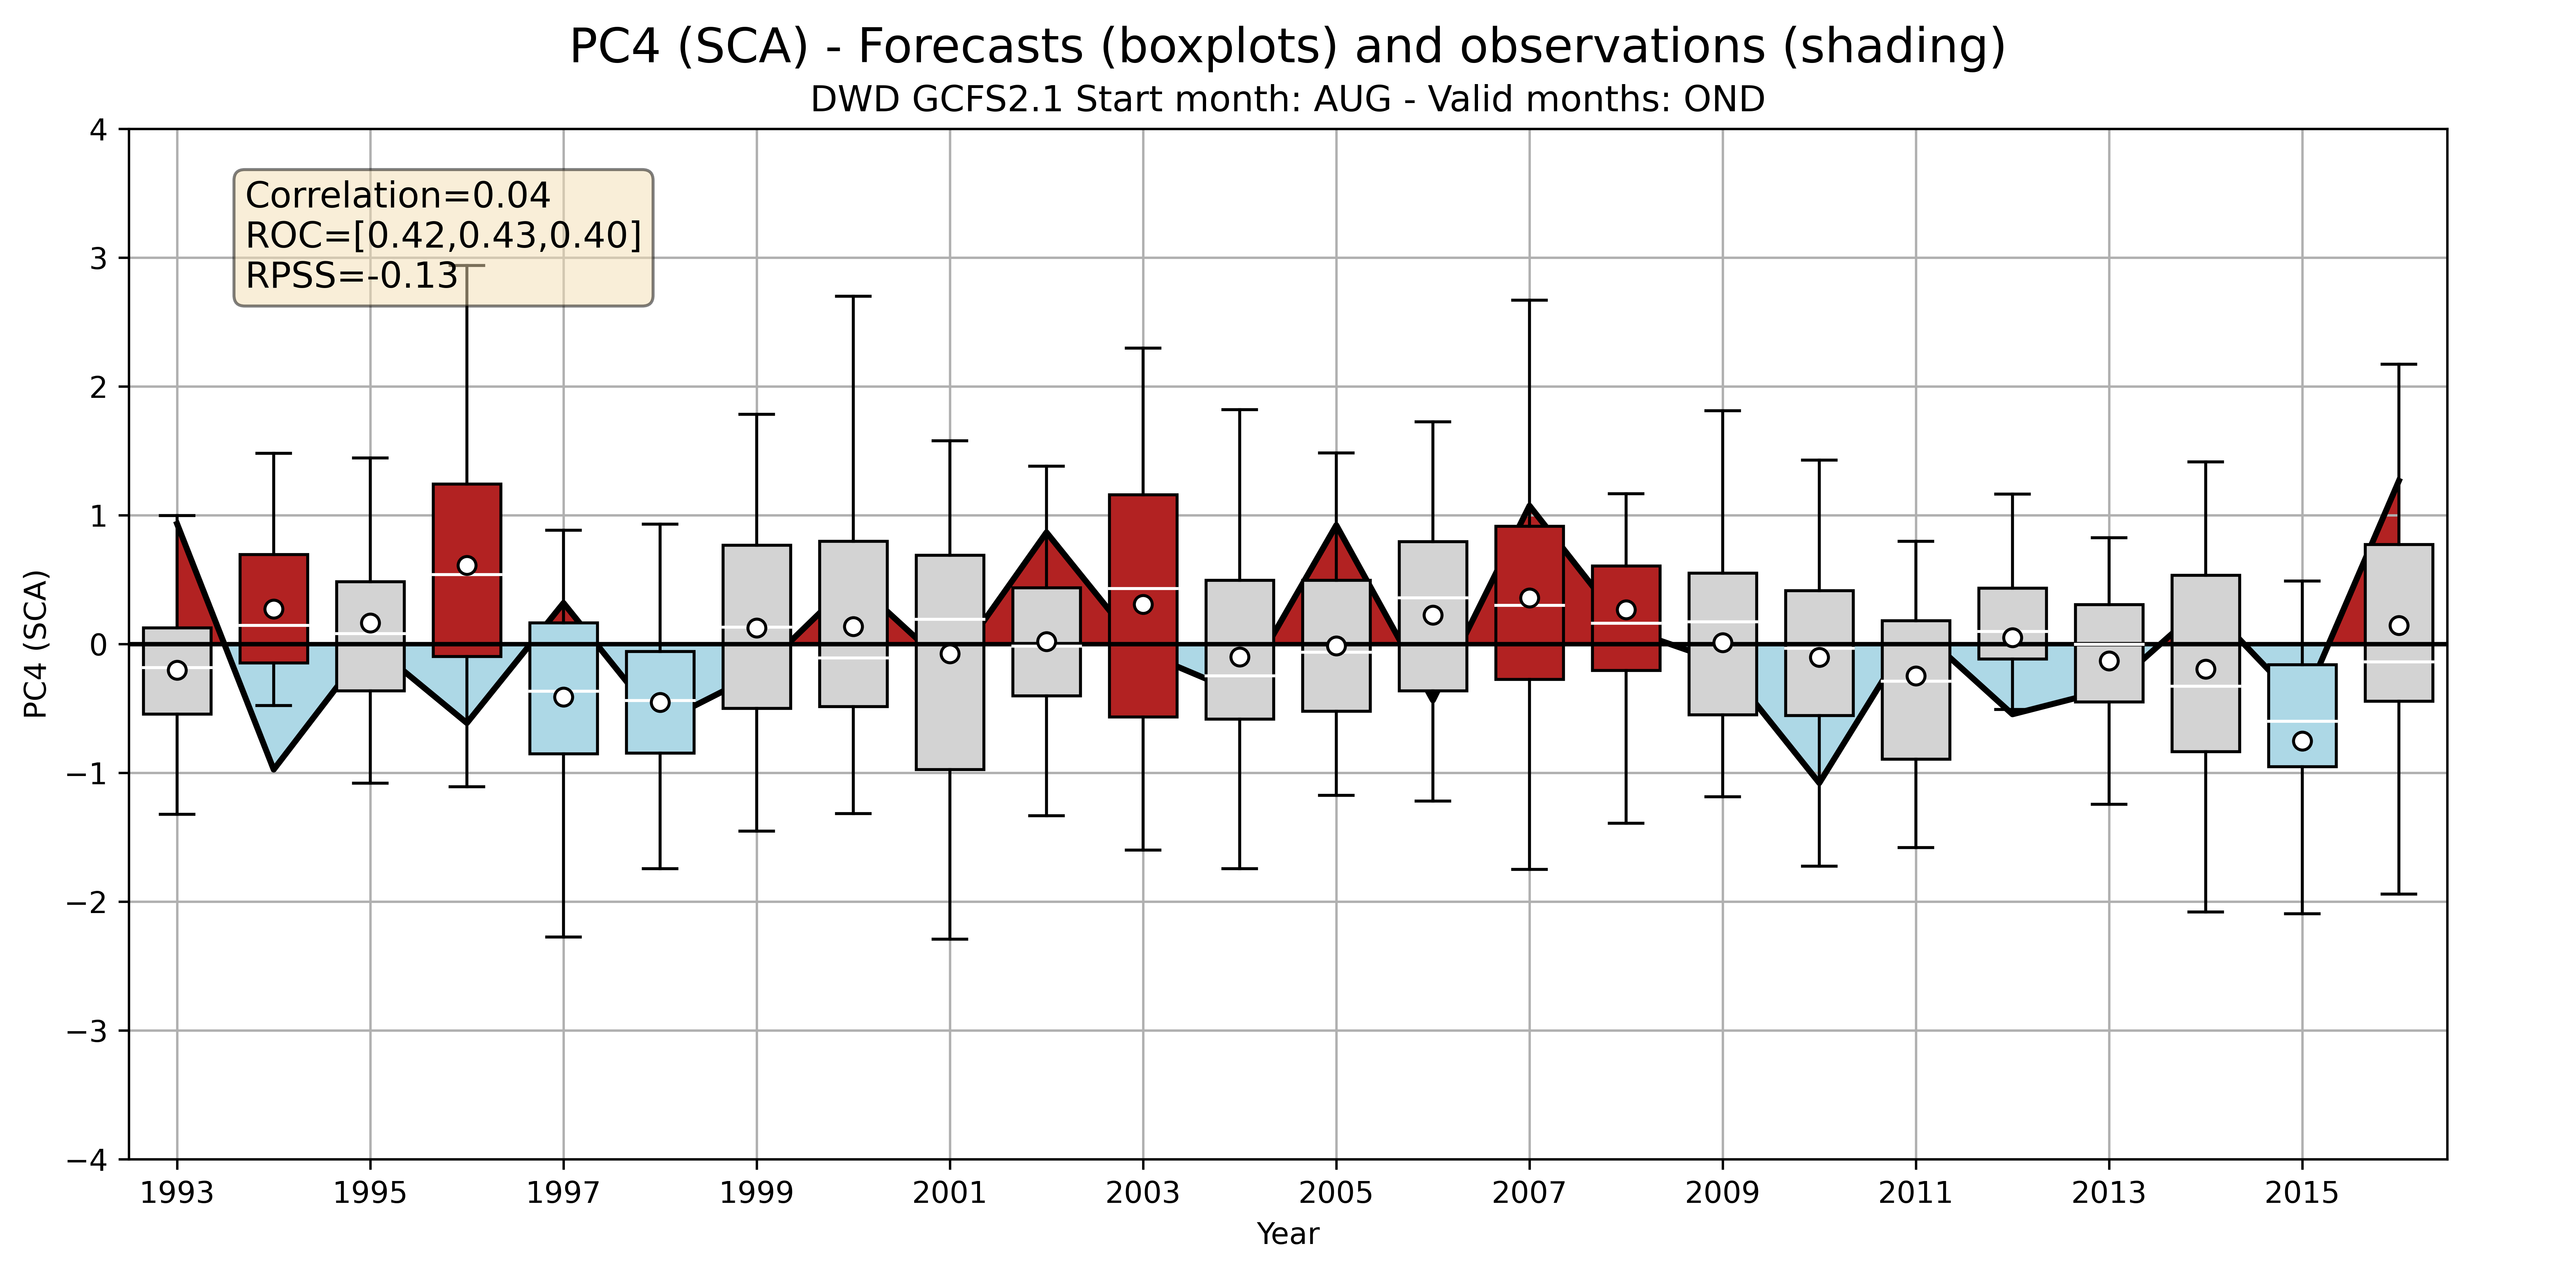 PC4 (SCA) - Forecasts (boxplots) and observations (shading)
DWD GCFS2.1 Start month: AUG - Valid months: OND
Correlation=0.04
ROC=[0.42,0.43,0.40]
RPSS=-0.13
PC4 (SCA)
4
3
2
1
0
−1
−2
−3
−4
1993 1995 1997 1999 2001 2003 2005 2007 2009 2011 2013 2015
Year